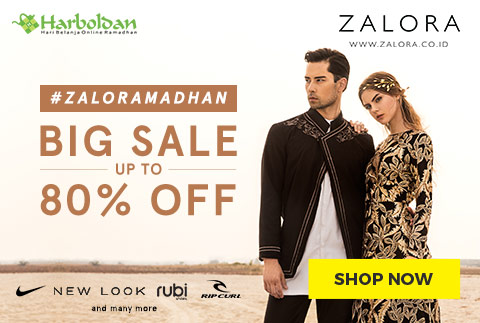 Harboldan
Hari Belanja Online Ramadhan
ZALORA
WWW.ZALORA.CO.ID
#ZALORAMADHAN
BIG SALE
UP TO
80% OFF
NEW LOOK rubi RIP CURL
and many more
SHOP NOW